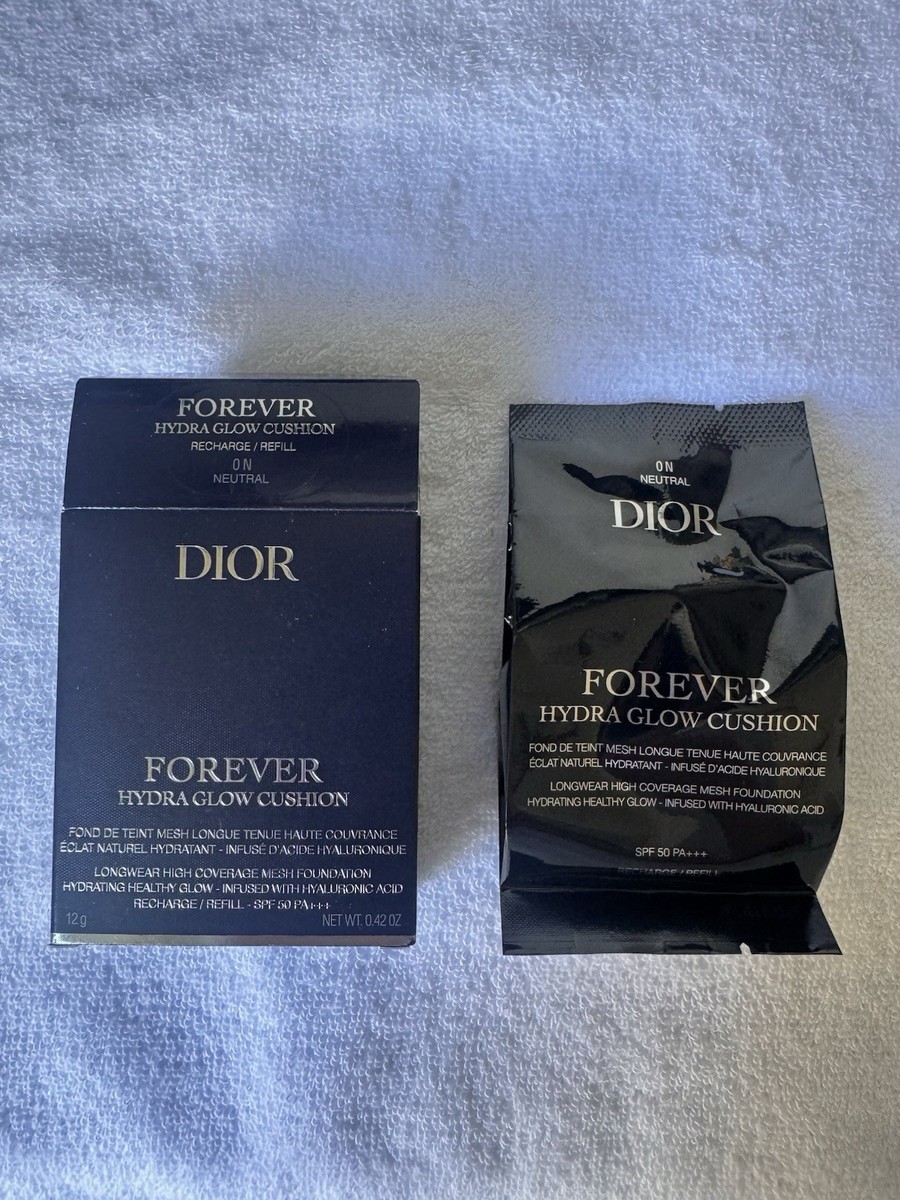 FOREVER
HYDRA GLOW CUSHION
RECHARGE / REFILL
0 N
NEUTRAL
DIOR
FOREVER
HYDRA GLOW CUSHION
FOND DE TEINT MESH LONGUE TENUE HAUTE COUVRANCE
ÉCLAT NATUREL HYDRATANT - INFUSÉ D'ACIDE HYALURONIQUE
LONGWEAR HIGH COVERAGE MESH FOUNDATION
HYDRATING HEALTHY GLOW - INFUSED WITH HYALURONIC ACID
RECHARGE / REFILL - SPF 50 PA+++
12 g NET WT. 0.42 OZ
0 N
NEUTRAL
DIOR
FOREVER
HYDRA GLOW CUSHION
FOND DE TEINT MESH LONGUE TENUE HAUTE COUVRANCE
ÉCLAT NATUREL HYDRATANT - INFUSÉ D'ACIDE HYALURONIQUE
LONGWEAR HIGH COVERAGE MESH FOUNDATION
HYDRATING HEALTHY GLOW - INFUSED WITH HYALURONIC ACID
SPF 50 PA+++
RECHARGE / REFILL